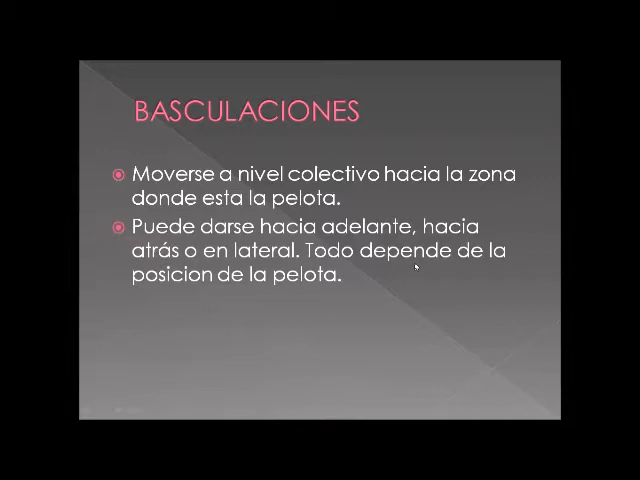 BASCULACIONES
Moverse a nivel colectivo hacia la zona
donde esta la pelota.
Puede darse hacia adelante, hacia
atrás o en lateral. Todo depende de la
posicion de la pelota.